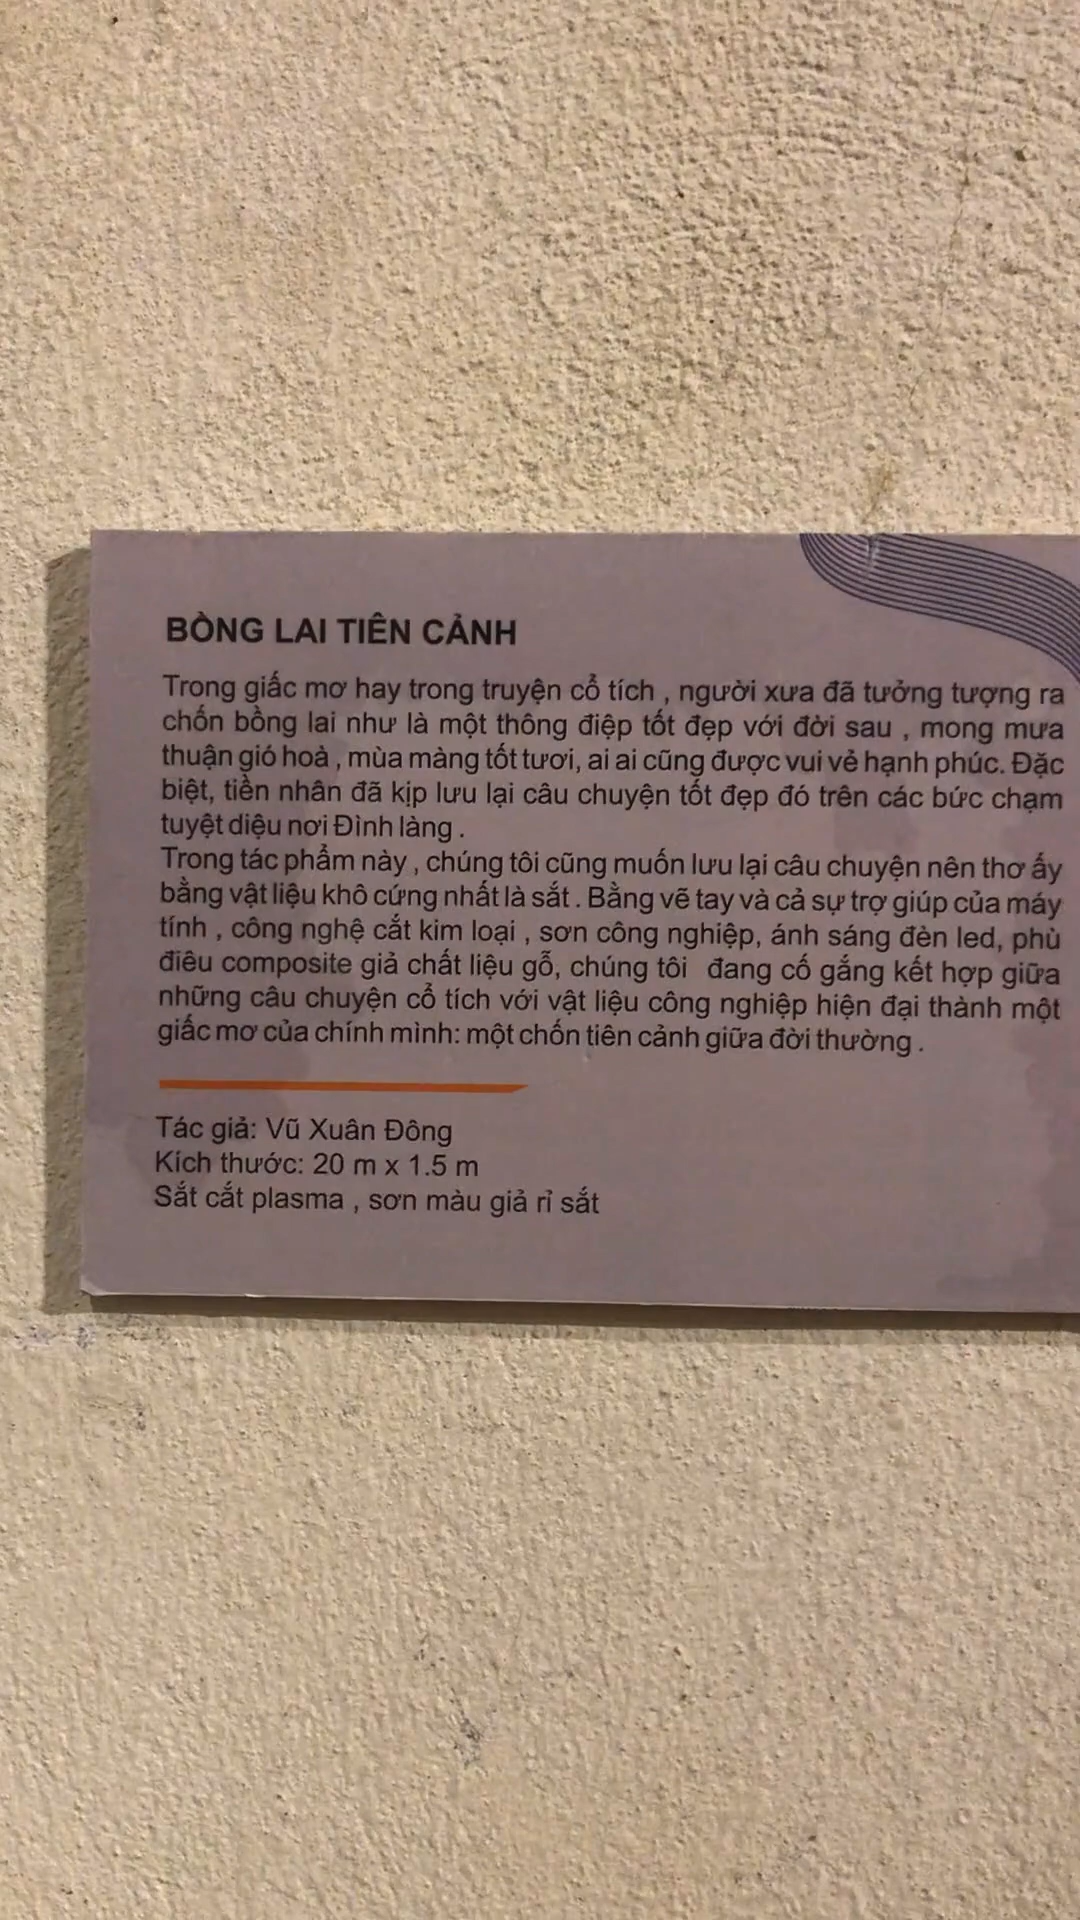 BỒNG LAI TIÊN CẢNH
Trong giấc mơ hay trong truyện cổ tích , người xưa đã tưởng tượng ra
chốn bồng lai như là một thông điệp tốt đẹp với đời sau , mong mưa
thuận gió hoà , mùa màng tốt tươi, ai ai cũng được vui vẻ hạnh phúc. Đặc
biệt, tiền nhân đã kịp lưu lại câu chuyện tốt đẹp đó trên các bức chạm
tuyệt diệu nơi Đình làng .
Trong tác phẩm này , chúng tôi cũng muốn lưu lại câu chuyện nên thơ ấy
bằng vật liệu khô cứng nhất là sắt . Bằng vẽ tay và cả sự trợ giúp của máy
tính , công nghệ cắt kim loại , sơn công nghiệp, ánh sáng đèn led, phù
điêu composite giả chất liệu gỗ, chúng tôi đang cố gắng kết hợp giữa
những câu chuyện cổ tích với vật liệu công nghiệp hiện đại thành một
giấc mơ của chính mình: một chốn tiên cảnh giữa đời thường .
Tác giả: Vũ Xuân Đông
Kích thước: 20 m x 1.5 m
Sắt cắt plasma , sơn màu giả rỉ sắt